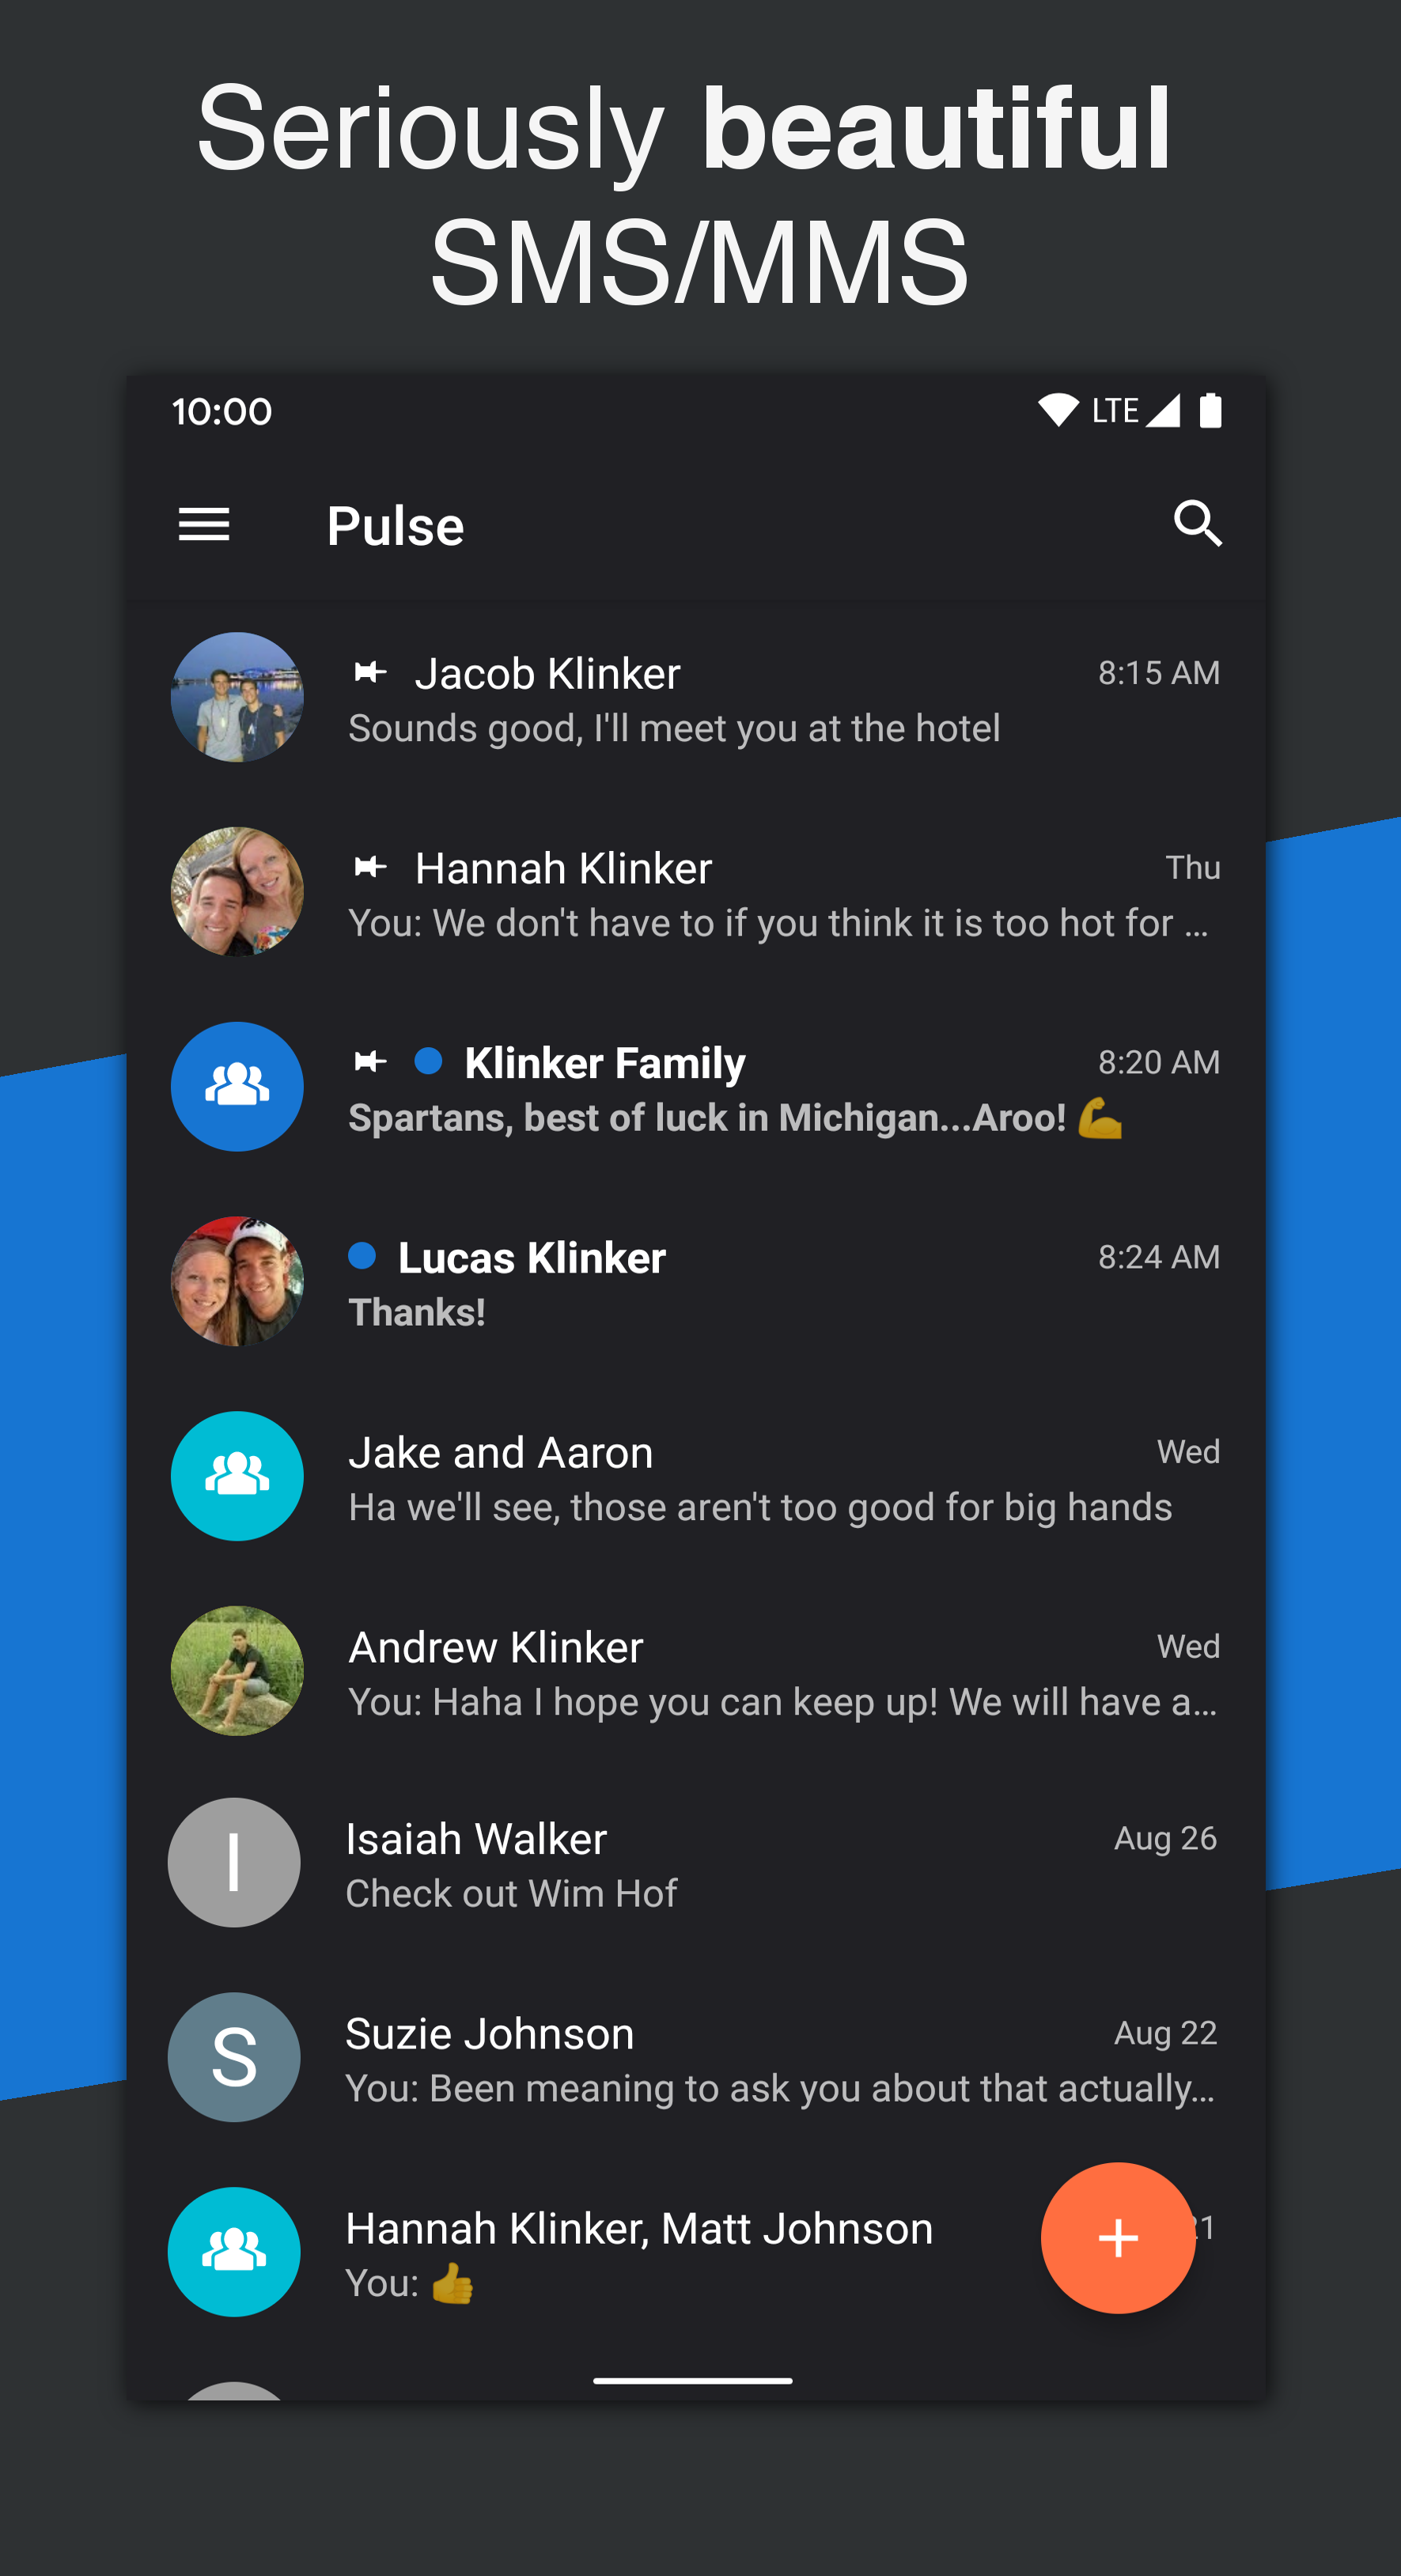 Seriously beautiful
SMS/MMS
10:00 LTE
Pulse
Jacob Klinker 8:15 AM
Sounds good, I'll meet you at the hotel
Hannah Klinker Thu
You: We don't have to if you think it is too hot for ...
Klinker Family 8:20 AM
Spartans, best of luck in Michigan...Aroo! 💪
Lucas Klinker 8:24 AM
Thanks!
Jake and Aaron Wed
Ha we'll see, those aren't too good for big hands
Andrew Klinker Wed
You: Haha I hope you can keep up! We will have a...
I Isaiah Walker Aug 26
Check out Wim Hof
S Suzie Johnson Aug 22
You: Been meaning to ask you about that actually...
Hannah Klinker, Matt Johnson
You: 👍